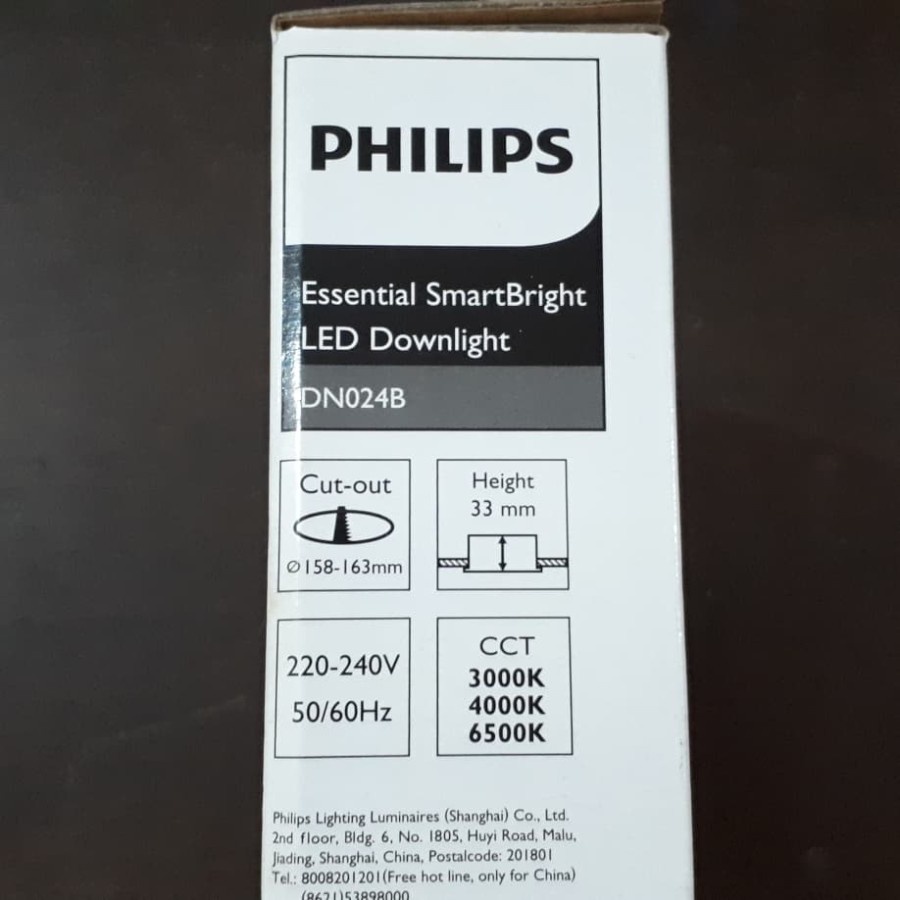 PHILIPS
Essential SmartBright
LED Downlight
DN024B
Cut-out
⌀158-163mm
Height
33 mm
220-240V
50/60Hz
CCT
3000K
4000K
6500K
Philips Lighting Luminaires (Shanghai) Co., Ltd.
2nd floor, Bldg. 6, No. 1805, Huyi Road, Malu,
Jiading, Shanghai, China, Postalcode: 201801
Tel.: 8008201201(Free hot line, only for China)
(8621)53898000